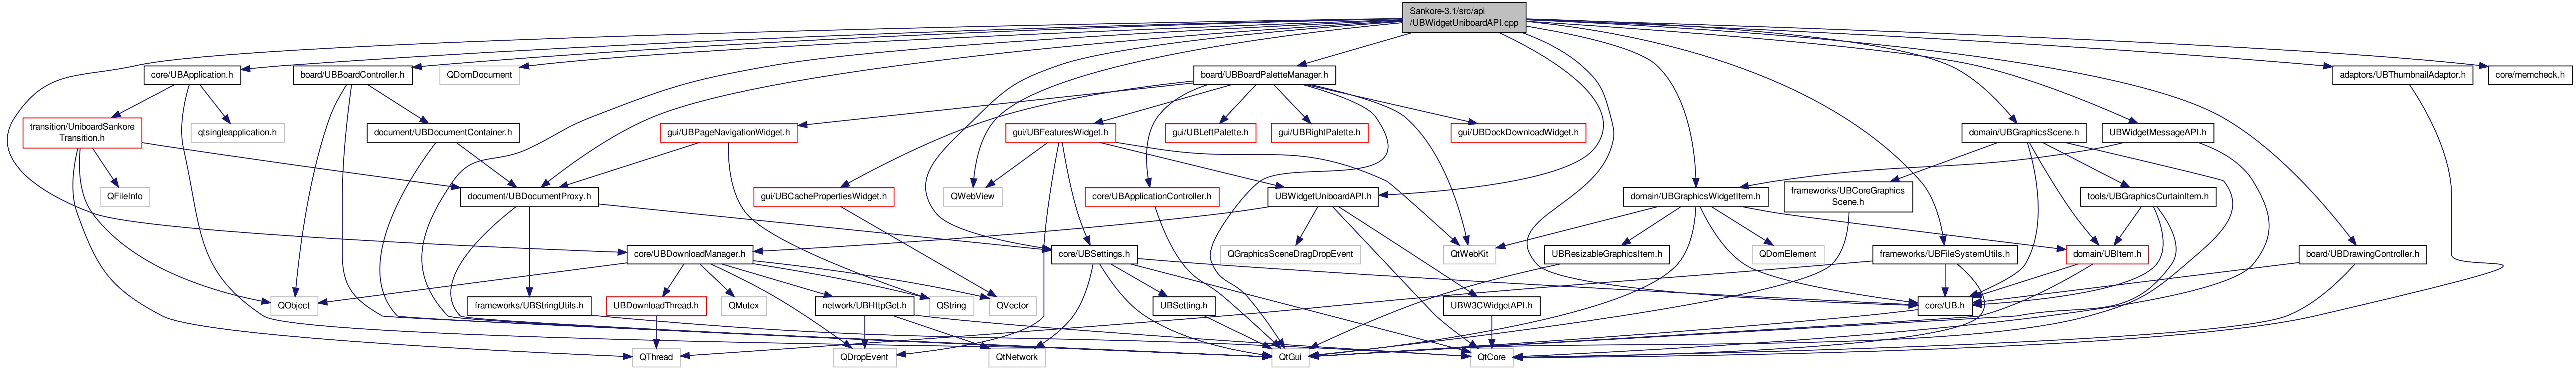 Sankore-3.1/src/api
/UBWidgetUniboardAPI.cpp
core/UBApplication.h
board/UBBoardController.h
QDomDocument
board/UBBoardPaletteManager.h
adaptors/UBThumbnailAdaptor.h
core/memcheck.h
transition/UniboardSankore
Transition.h
qtsingleapplication.h
document/UBDocumentContainer.h
gui/UBPageNavigationWidget.h
gui/UBFeaturesWidget.h
gui/UBLeftPalette.h
gui/UBRightPalette.h
gui/UBDockDownloadWidget.h
domain/UBGraphicsScene.h
UBWidgetMessageAPI.h
QFileInfo
document/UBDocumentProxy.h
gui/UBCachePropertiesWidget.h
QWebView
core/UBApplicationController.h
UBWidgetUniboardAPI.h
domain/UBGraphicsWidgetItem.h
frameworks/UBCoreGraphics
Scene.h
tools/UBGraphicsCurtainItem.h
core/UBDownloadManager.h
core/UBSettings.h
QGraphicsSceneDragDropEvent
QtWebKit
UBResizableGraphicsItem.h
QDomElement
frameworks/UBFileSystemUtils.h
domain/UBItem.h
board/UBDrawingController.h
QObject
frameworks/UBStringUtils.h
UBDownloadThread.h
QMutex
network/UBHttpGet.h
QString
QVector
UBSetting.h
UBW3CWidgetAPI.h
core/UB.h
QThread
QDropEvent
QtNetwork
QtGui
QtCore